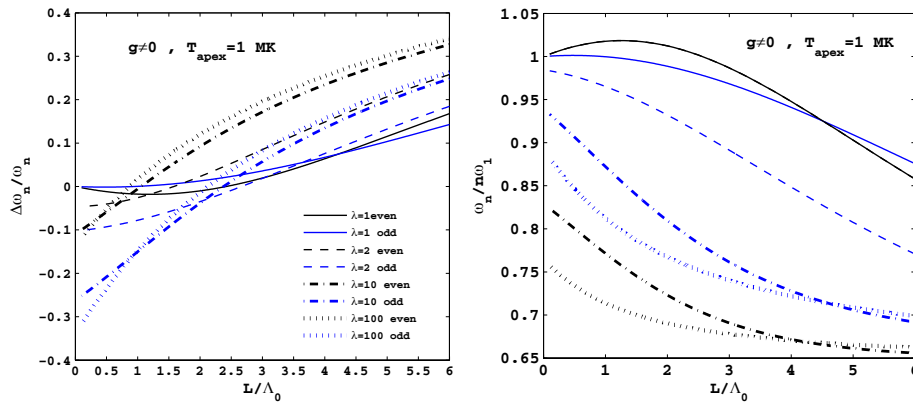 0.4
0.3
0.2
0.1
0
-0.1
-0.2
-0.3
-0.4
Δω_n/ω_n
g≠0 , T_apex=1 MK
λ=1even
λ=1 odd
λ=2 even
λ=2 odd
λ=10 even
λ=10 odd
λ=100 even
λ=100 odd
0 0.5 1 1.5 2 2.5 3 3.5 4 4.5 5 5.5 6
L/Λ_0
1
0.95
0.9
0.85
0.8
0.75
0.7
0.65
ω_n/nω_1
g≠0 , T_apex=1 MK
0 1 2 3 4 5 6
L/Λ_0